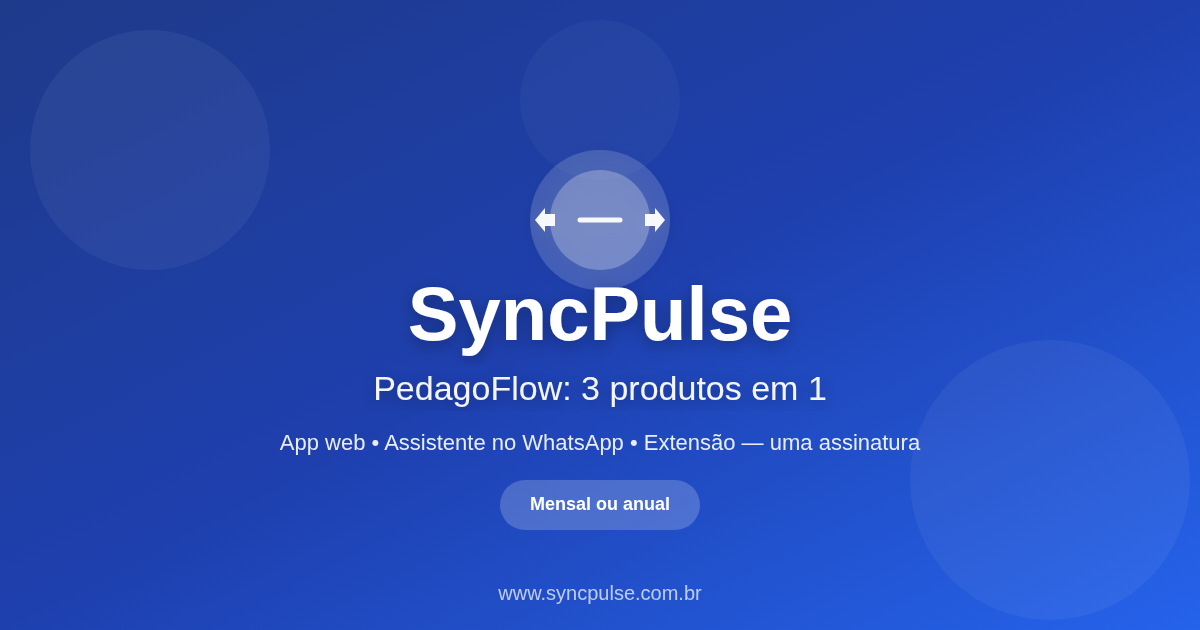 SyncPulse
PedagoFlow: 3 produtos em 1
App web • Assistente no WhatsApp • Extensão — uma assinatura
Mensal ou anual
www.syncpulse.com.br